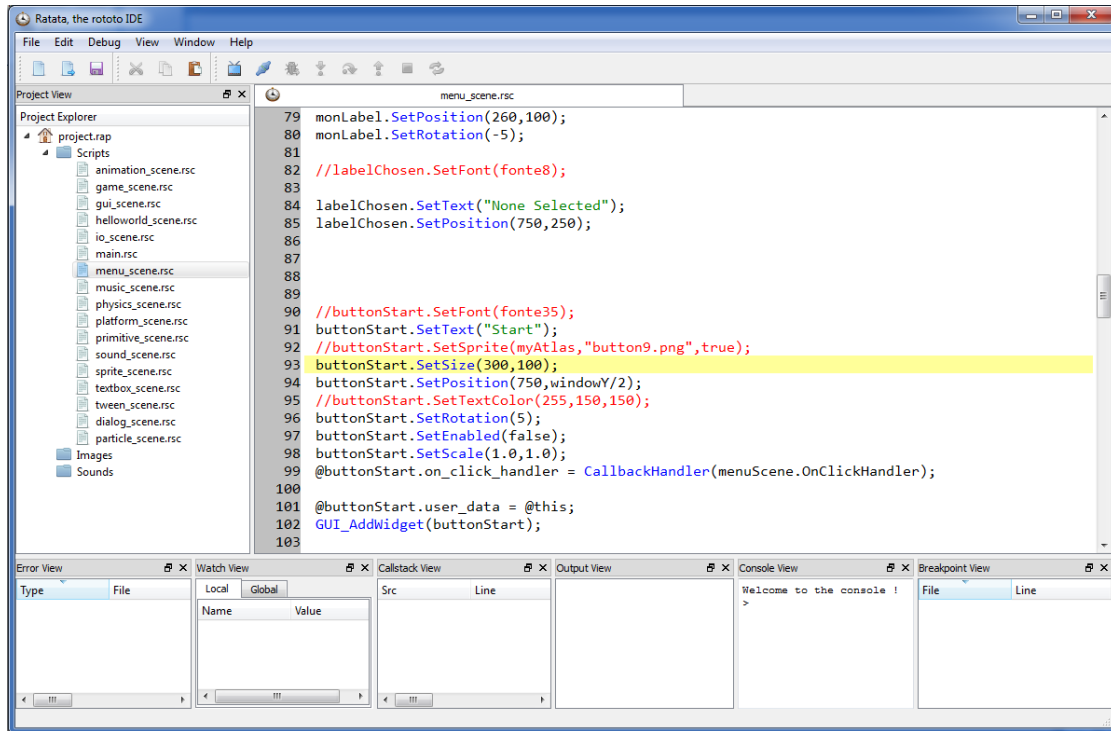 Ratata, the rototo IDE
File Edit Debug View Window Help
Project View
Project Explorer
project.rap
Scripts
animation_scene.rsc
game_scene.rsc
gui_scene.rsc
helloworld_scene.rsc
io_scene.rsc
main.rsc
menu_scene.rsc
music_scene.rsc
physics_scene.rsc
platform_scene.rsc
primitive_scene.rsc
sound_scene.rsc
sprite_scene.rsc
textbox_scene.rsc
tween_scene.rsc
dialog_scene.rsc
particle_scene.rsc
Images
Sounds
menu_scene.rsc
79 monLabel.SetPosition(260,100);
80 monLabel.SetRotation(-5);
81
82 //labelChosen.SetFont(fonte8);
83
84 labelChosen.SetText("None Selected");
85 labelChosen.SetPosition(750,250);
86
87
88
89
90 //buttonStart.SetFont(fonte35);
91 buttonStart.SetText("Start");
92 //buttonStart.SetSprite(myAtlas,"button9.png",true);
93 buttonStart.SetSize(300,100);
94 buttonStart.SetPosition(750,windowY/2);
95 //buttonStart.SetTextColor(255,150,150);
96 buttonStart.SetRotation(5);
97 buttonStart.SetEnabled(false);
98 buttonStart.SetScale(1.0,1.0);
99 @buttonStart.on_click_handler = CallbackHandler(menuScene.OnClickHandler);
100
101 @buttonStart.user_data = @this;
102 GUI_AddWidget(buttonStart);
103
Error View
Type File
Watch View
Local Global
Name Value
Callstack View
Src Line
Output View
Console View
Welcome to the console !
>
Breakpoint View
File Line